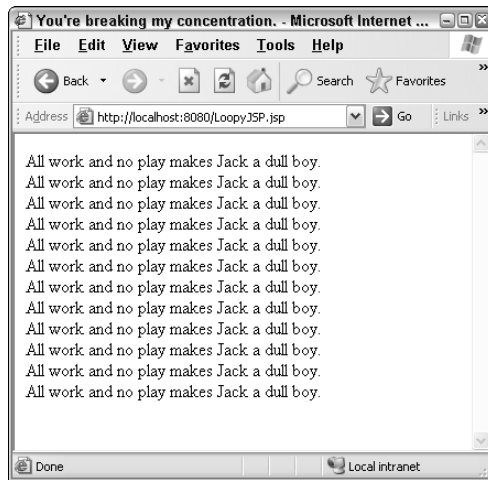 You're breaking my concentration. - Microsoft Internet ...
File Edit View Favorites Tools Help
Back Search Favorites »
Address http://localhost:8080/LoopyJSP.jsp Go Links »
All work and no play makes Jack a dull boy.
All work and no play makes Jack a dull boy.
All work and no play makes Jack a dull boy.
All work and no play makes Jack a dull boy.
All work and no play makes Jack a dull boy.
All work and no play makes Jack a dull boy.
All work and no play makes Jack a dull boy.
All work and no play makes Jack a dull boy.
All work and no play makes Jack a dull boy.
All work and no play makes Jack a dull boy.
All work and no play makes Jack a dull boy.
All work and no play makes Jack a dull boy.
Done Local intranet